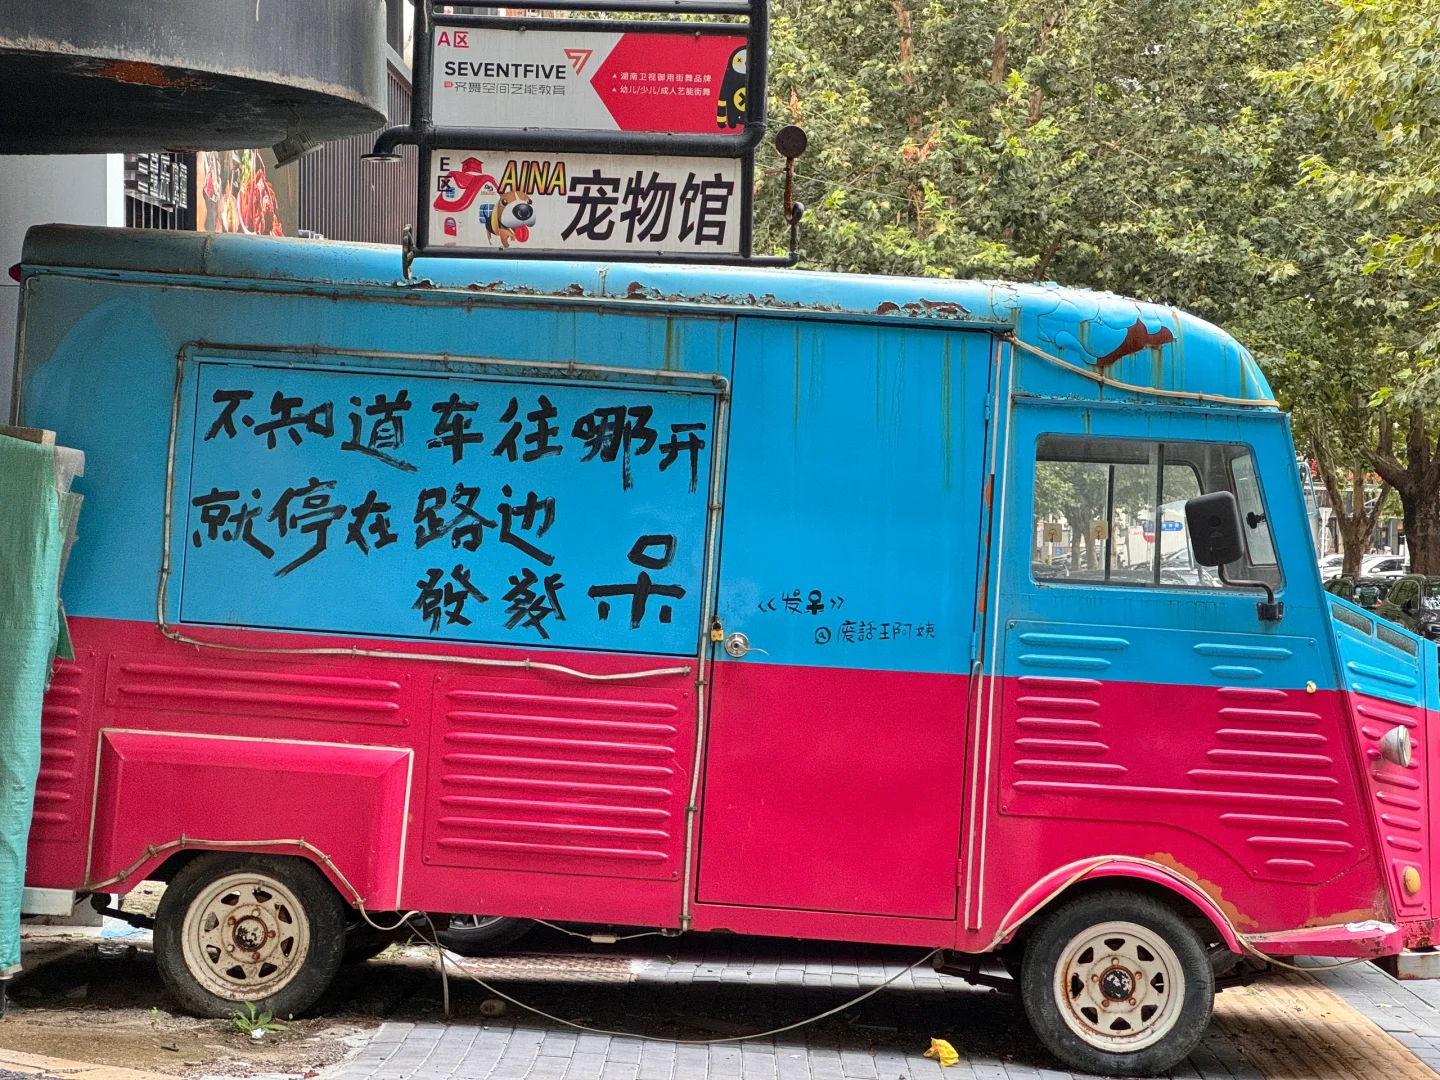 A区
SEVENTFIVE
齐舞空间艺能教育
湖南卫视御用街舞品牌
幼儿/少儿/成人艺能街舞
E区
AINA
宠物馆
不知道车往哪开
就停在路边
發發呆
《发呆》
@废話王阿姨